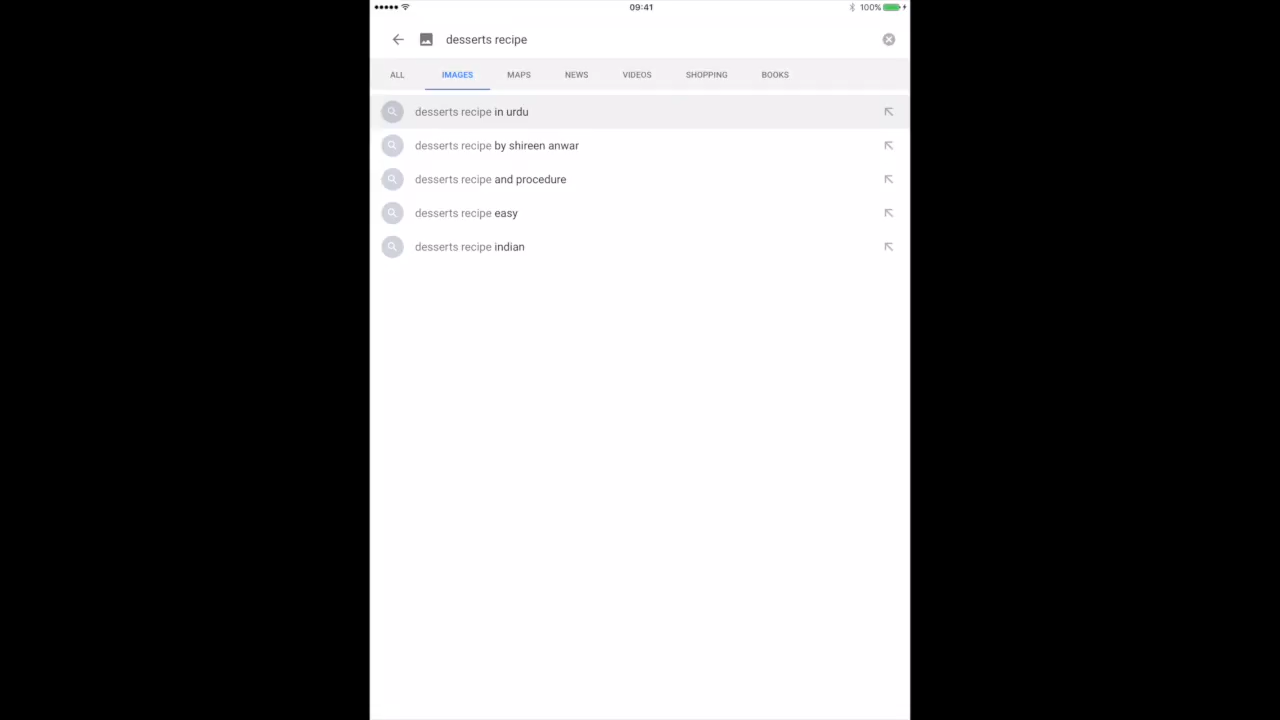 09:41 100%
desserts recipe
ALL IMAGES MAPS NEWS VIDEOS SHOPPING BOOKS
desserts recipe in urdu
desserts recipe by shireen anwar
desserts recipe and procedure
desserts recipe easy
desserts recipe indian